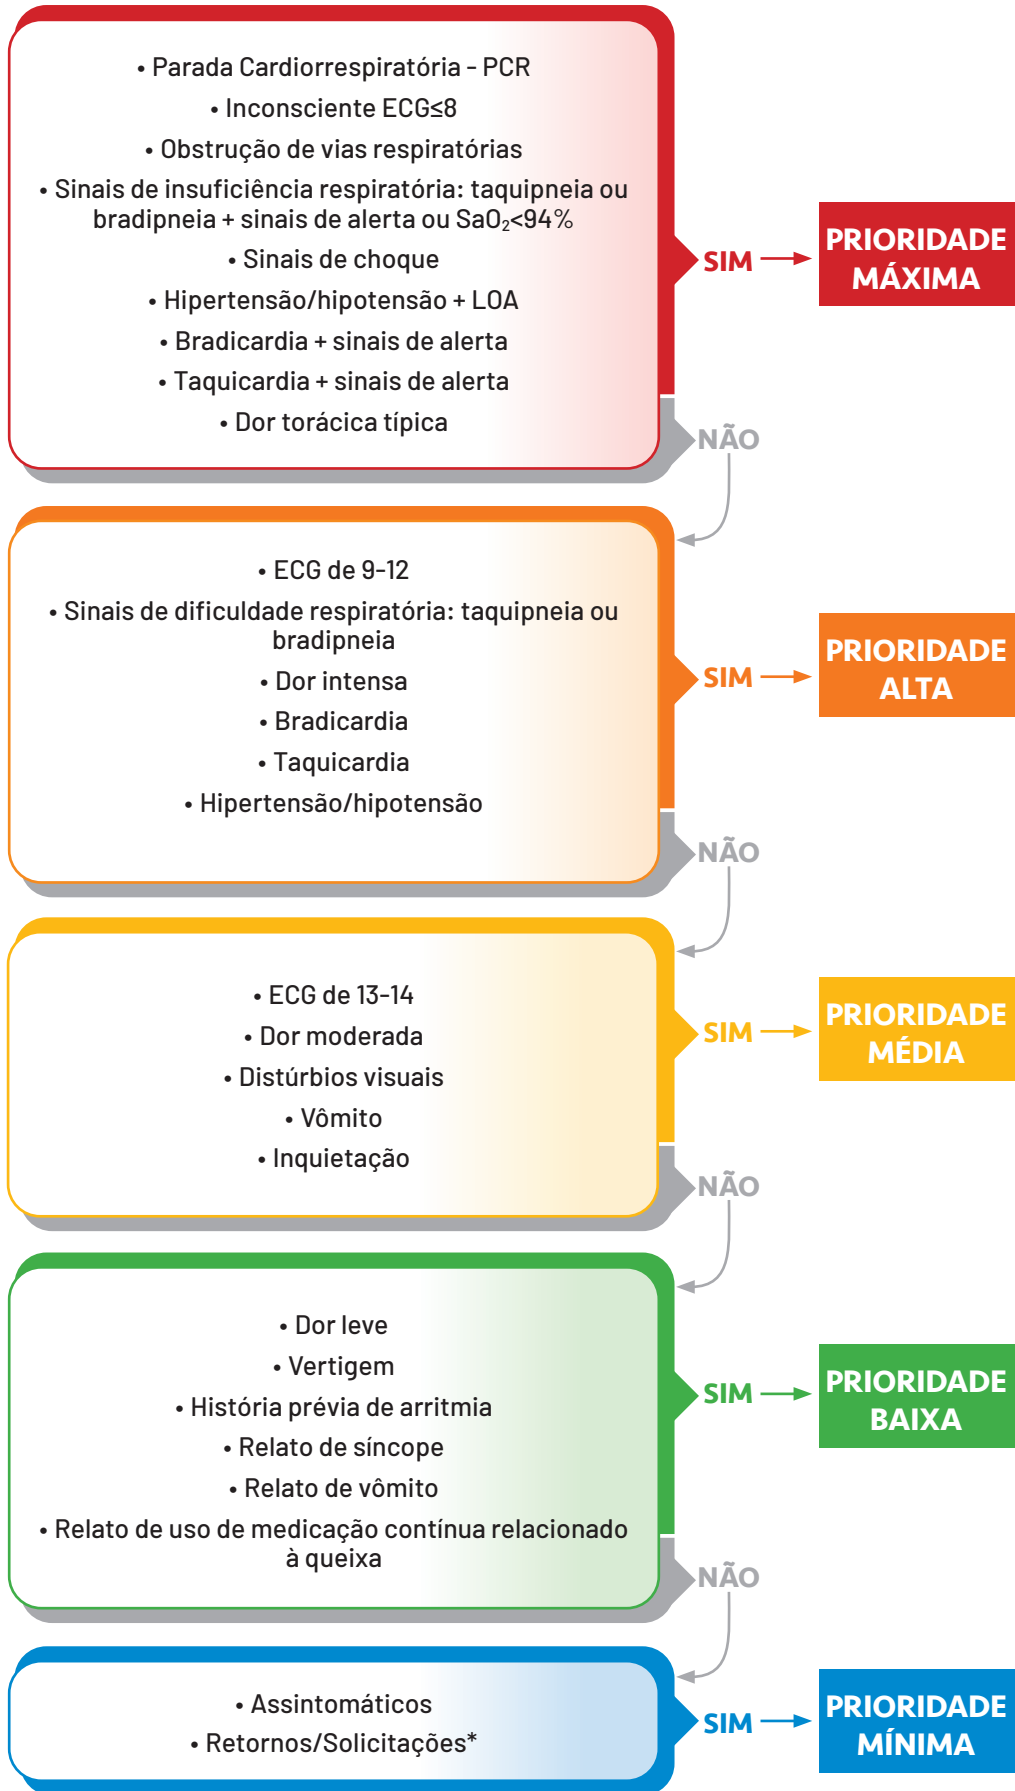 • Parada Cardiorrespiratória - PCR
• Inconsciente ECG≤8
• Obstrução de vias respiratórias
• Sinais de insuficiência respiratória: taquipneia ou
bradipneia + sinais de alerta ou SaO₂<94%
• Sinais de choque
• Hipertensão/hipotensão + LOA
• Bradicardia + sinais de alerta
• Taquicardia + sinais de alerta
• Dor torácica típica
SIM
PRIORIDADE
MÁXIMA
NÃO
• ECG de 9-12
• Sinais de dificuldade respiratória: taquipneia ou
bradipneia
• Dor intensa
• Bradicardia
• Taquicardia
• Hipertensão/hipotensão
SIM
PRIORIDADE
ALTA
NÃO
• ECG de 13-14
• Dor moderada
• Distúrbios visuais
• Vômito
• Inquietação
SIM
PRIORIDADE
MÉDIA
NÃO
• Dor leve
• Vertigem
• História prévia de arritmia
• Relato de síncope
• Relato de vômito
• Relato de uso de medicação contínua relacionado
à queixa
SIM
PRIORIDADE
BAIXA
NÃO
• Assintomáticos
• Retornos/Solicitações*
SIM
PRIORIDADE
MÍNIMA